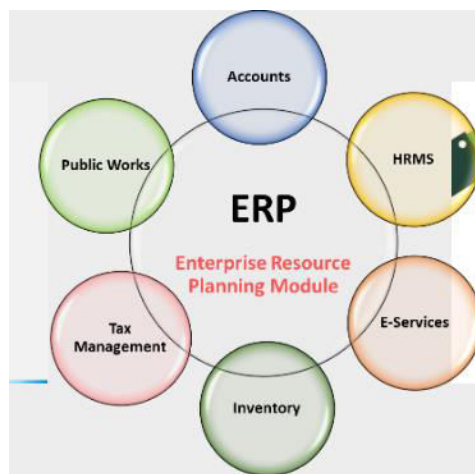 Accounts
Public Works
HRMS
ERP
Enterprise Resource
Planning Module
Tax
Management
E-Services
Inventory